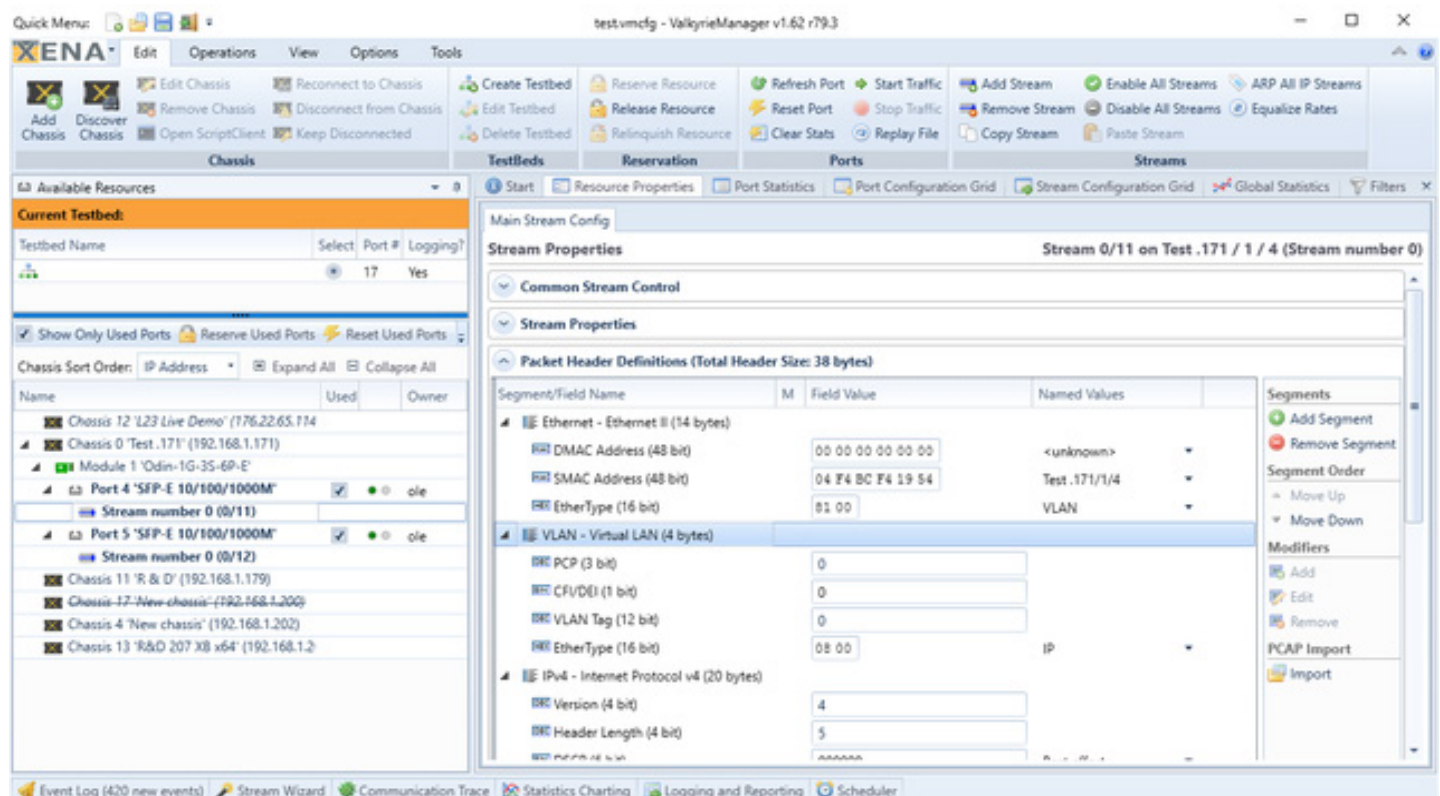 Quick Menu:
test.vmcfg - ValkyrieManager v1.62 r79.3
XENA Edit Operations View Options Tools
Edit Chassis Reconnect to Chassis Create Testbed Reserve Resource Refresh Port Start Traffic Add Stream Enable All Streams ARP All IP Streams
Add Chassis Discover Chassis Remove Chassis Disconnect from Chassis Edit Testbed Release Resource Reset Port Stop Traffic Remove Stream Disable All Streams Equalize Rates
Open ScriptClient Keep Disconnected Delete Testbed Relinquish Resource Clear Stats Replay File Copy Stream Paste Stream
Chassis TestBeds Reservation Ports Streams
Available Resources
Current Testbed:
Testbed Name Select Port # Logging?
17 Yes
Show Only Used Ports Reserve Used Ports Reset Used Ports
Chassis Sort Order: IP Address Expand All Collapse All
Name Used Owner
Chassis 12 'L23 Live Demo' (176.22.65.114
Chassis 0 'Test .171' (192.168.1.171)
Module 1 'Odin-1G-3S-6P-E'
Port 4 'SFP-E 10/100/1000M' ole
Stream number 0 (0/11)
Port 5 'SFP-E 10/100/1000M' ole
Stream number 0 (0/12)
Chassis 11 'R & D' (192.168.1.179)
Chassis 17 'New chassis' (192.168.1.200)
Chassis 4 'New chassis' (192.168.1.202)
Chassis 13 'R&D 207 XB x64' (192.168.1.2
Start Resource Properties Port Statistics Port Configuration Grid Stream Configuration Grid Global Statistics Filters
Main Stream Config
Stream Properties Stream 0/11 on Test .171 / 1 / 4 (Stream number 0)
Common Stream Control
Stream Properties
Packet Header Definitions (Total Header Size: 38 bytes)
Segment/Field Name M Field Value Named Values
Ethernet - Ethernet II (14 bytes)
DMAC Address (48 bit) 00 00 00 00 00 00 <unknown>
SMAC Address (48 bit) 04 F4 BC F4 19 54 Test .171/1/4
EtherType (16 bit) 81 00 VLAN
VLAN - Virtual LAN (4 bytes)
PCP (3 bit) 0
CFI/DEI (1 bit) 0
VLAN Tag (12 bit) 0
EtherType (16 bit) 08 00 IP
IPv4 - Internet Protocol v4 (20 bytes)
Version (4 bit) 4
Header Length (4 bit) 5
Segments
Add Segment
Remove Segment
Segment Order
Move Up
Move Down
Modifiers
Add
Edit
Remove
PCAP Import
Import
Event Log (420 new events) Stream Wizard Communication Trace Statistics Charting Logging and Reporting Scheduler